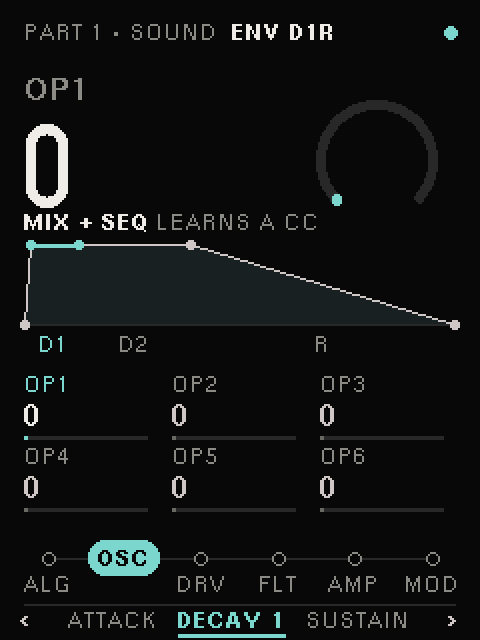 PART 1 · SOUND ENV D1R
OP1
0
MIX + SEQ LEARNS A CC
D1 D2 R
OP1 OP2 OP3
0 0 0
OP4 OP5 OP6
0 0 0
OSC
ALG DRV FLT AMP MOD
‹ ATTACK DECAY 1 SUSTAIN ›